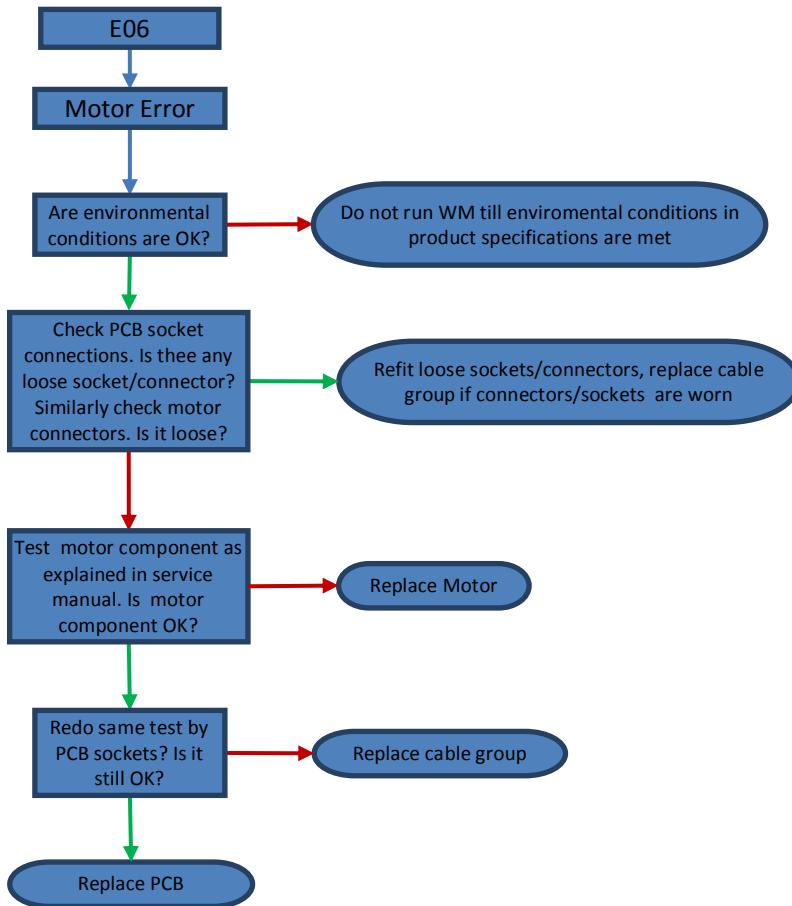 E06
Motor Error
Are environmental
conditions are OK?
Do not run WM till enviromental conditions in
product specifications are met
Check PCB socket
connections. Is thee any
loose socket/connector?
Similarly check motor
connectors. Is it loose?
Refit loose sockets/connectors, replace cable
group if connectors/sockets are worn
Test motor component as
explained in service
manual. Is motor
component OK?
Replace Motor
Redo same test by
PCB sockets? Is it
still OK?
Replace cable group
Replace PCB